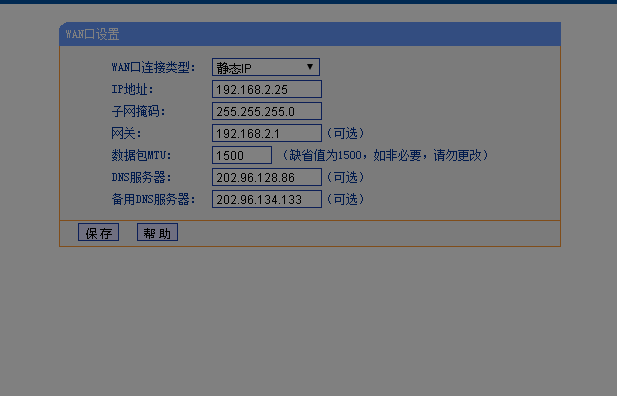 WAN口设置
WAN口连接类型: 静态IP
IP地址: 192.168.2.25
子网掩码: 255.255.255.0
网关: 192.168.2.1 (可选)
数据包MTU: 1500 (缺省值为1500，如非必要，请勿更改)
DNS服务器: 202.96.128.86 (可选)
备用DNS服务器: 202.96.134.133 (可选)
保存 帮助